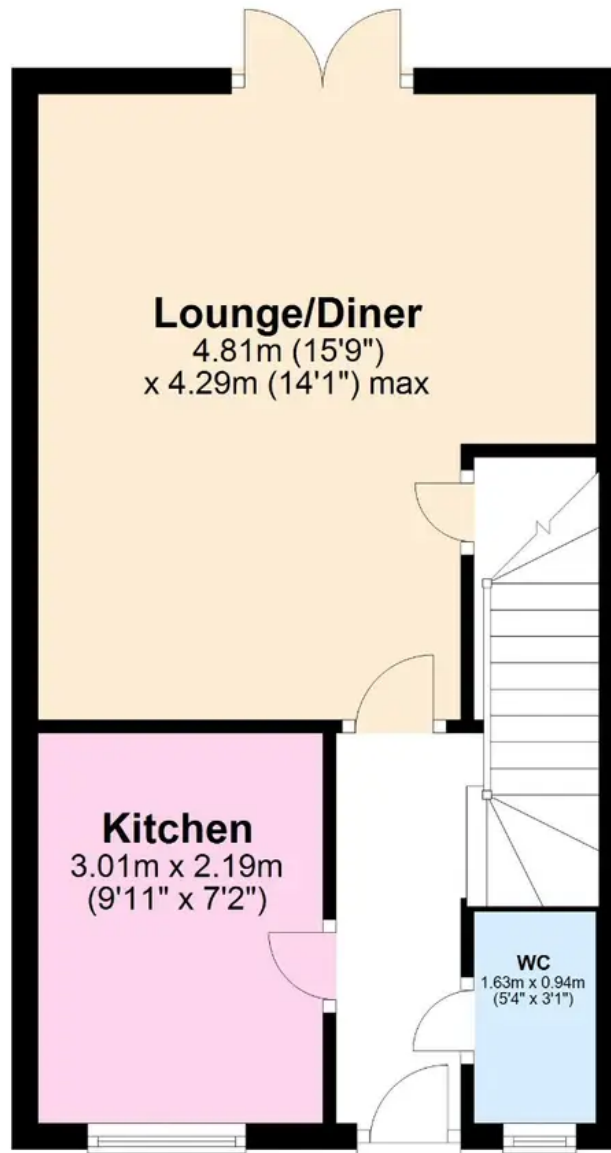 Lounge/Diner
4.81m (15'9")
x 4.29m (14'1") max
Kitchen
3.01m x 2.19m
(9'11" x 7'2")
WC
1.63m x 0.94m
(5'4" x 3'1")